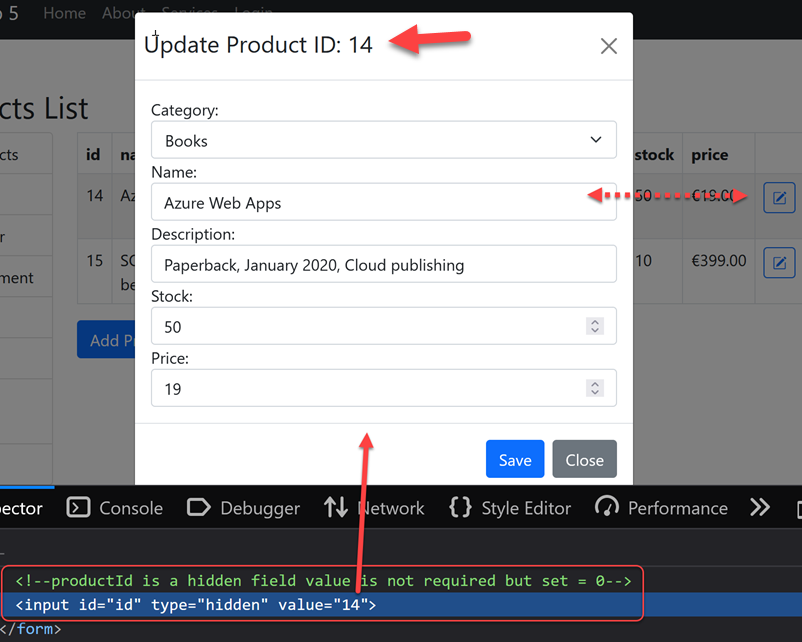 5 Home About Services Login
Update Product ID: 14
cts List
Category:
cts id na stock price
Books
Name:
14 Az 50 €19.00
Azure Web Apps
Description:
r
15 SC 10 €399.00
Paperback, January 2020, Cloud publishing
ment be
Stock:
50
Add Pr
Price:
19
Save Close
ector Console Debugger Network Style Editor Performance
<!--productId is a hidden field value is not required but set = 0-->
<input id="id" type="hidden" value="14">
</form>